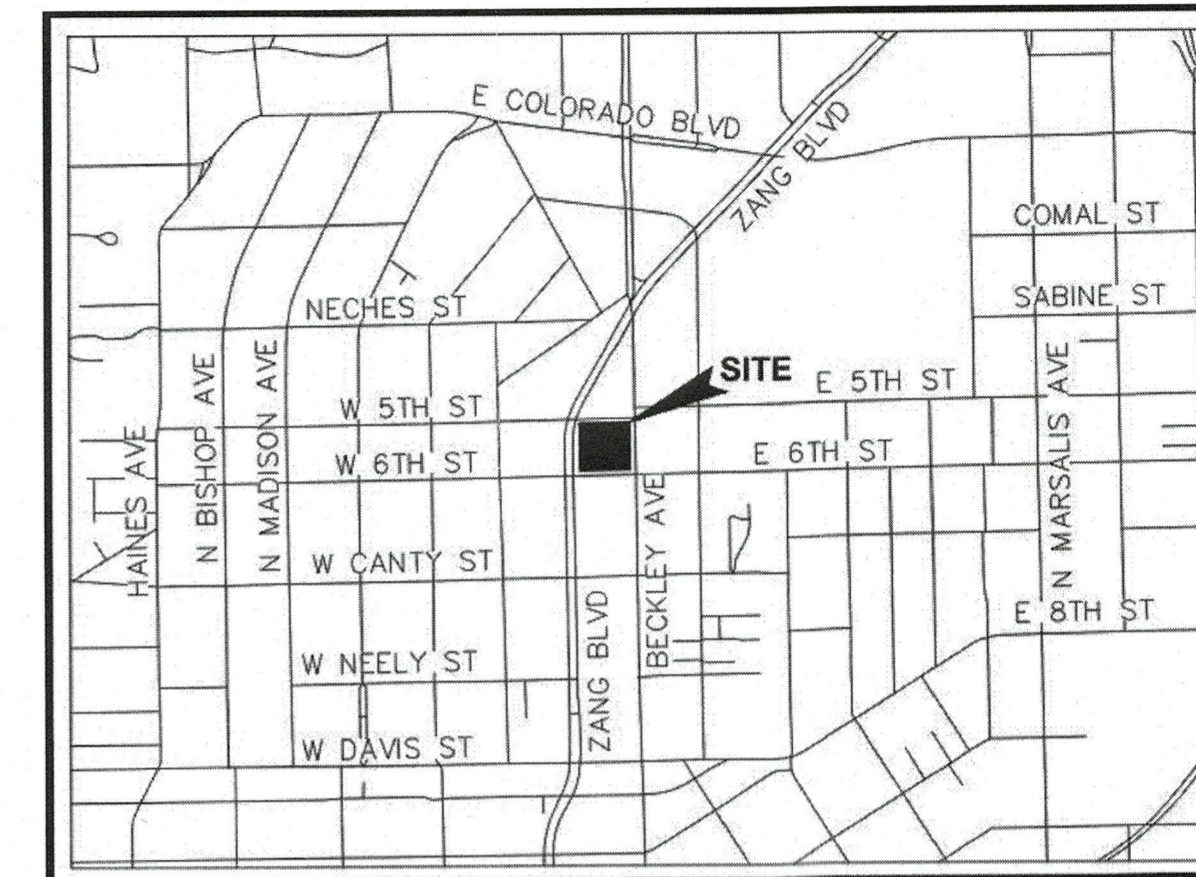 E COLORADO BLVD
ZANG BLVD
COMAL ST
SABINE ST
NECHES ST
SITE
E 5TH ST
W 5TH ST
W 6TH ST
E 6TH ST
HAINES AVE
N BISHOP AVE
N MADISON AVE
N MARSALIS AVE
BECKLEY AVE
W CANTY ST
ZANG BLVD
E 8TH ST
W NEELY ST
W DAVIS ST